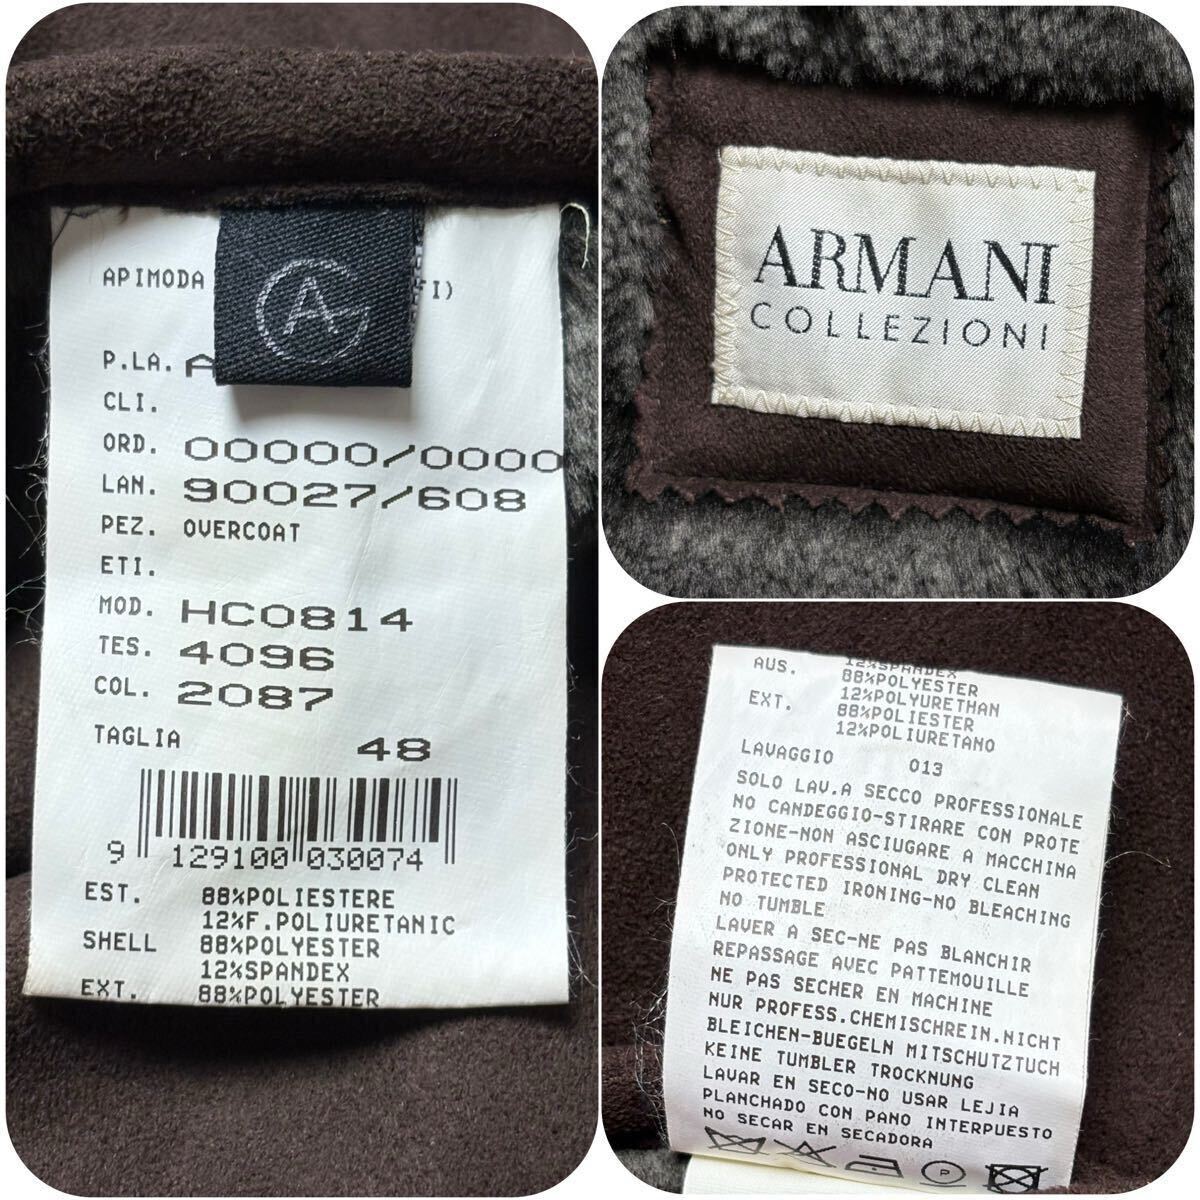 APIMODA
FI)
P.LA. A
CLI.
ORD. 00000/0000
LAN. 90027/608
PEZ. OVERCOAT
ETI.
MOD. HC0814
TES. 4096
COL. 2087
TAGLIA 48
9 129100 030074
EST. 88%POLIESTERE
12%F.POLIURETANIC
SHELL 88%POLYESTER
12%SPANDEX
EXT. 88%POLYESTER
ARMANI
COLLEZIONI
12%SPANDEX
AUS. 88%POLYESTER
12%POLYURETHAN
EXT. 88%POLIESTER
12%POLIURETANO
LAVAGGIO 013
SOLO LAV.A SECCO PROFESSIONALE
NO CANDEGGIO-STIRARE CON PROTE
ZIONE-NON ASCIUGARE A MACCHINA
ONLY PROFESSIONAL DRY CLEAN
PROTECTED IRONING-NO BLEACHING
NO TUMBLE
LAVER A SEC-NE PAS BLANCHIR
REPASSAGE AVEC PATTEMOUILLE
NE PAS SECHER EN MACHINE
NUR PROFESS.CHEMISCHREIN.NICHT
BLEICHEN-BUEGELN MITSCHUTZTUCH
KEINE TUMBLER TROCKNUNG
LAVAR EN SECO-NO USAR LEJIA
PLANCHADO CON PANO INTERPUESTO
NO SECAR EN SECADORA
P